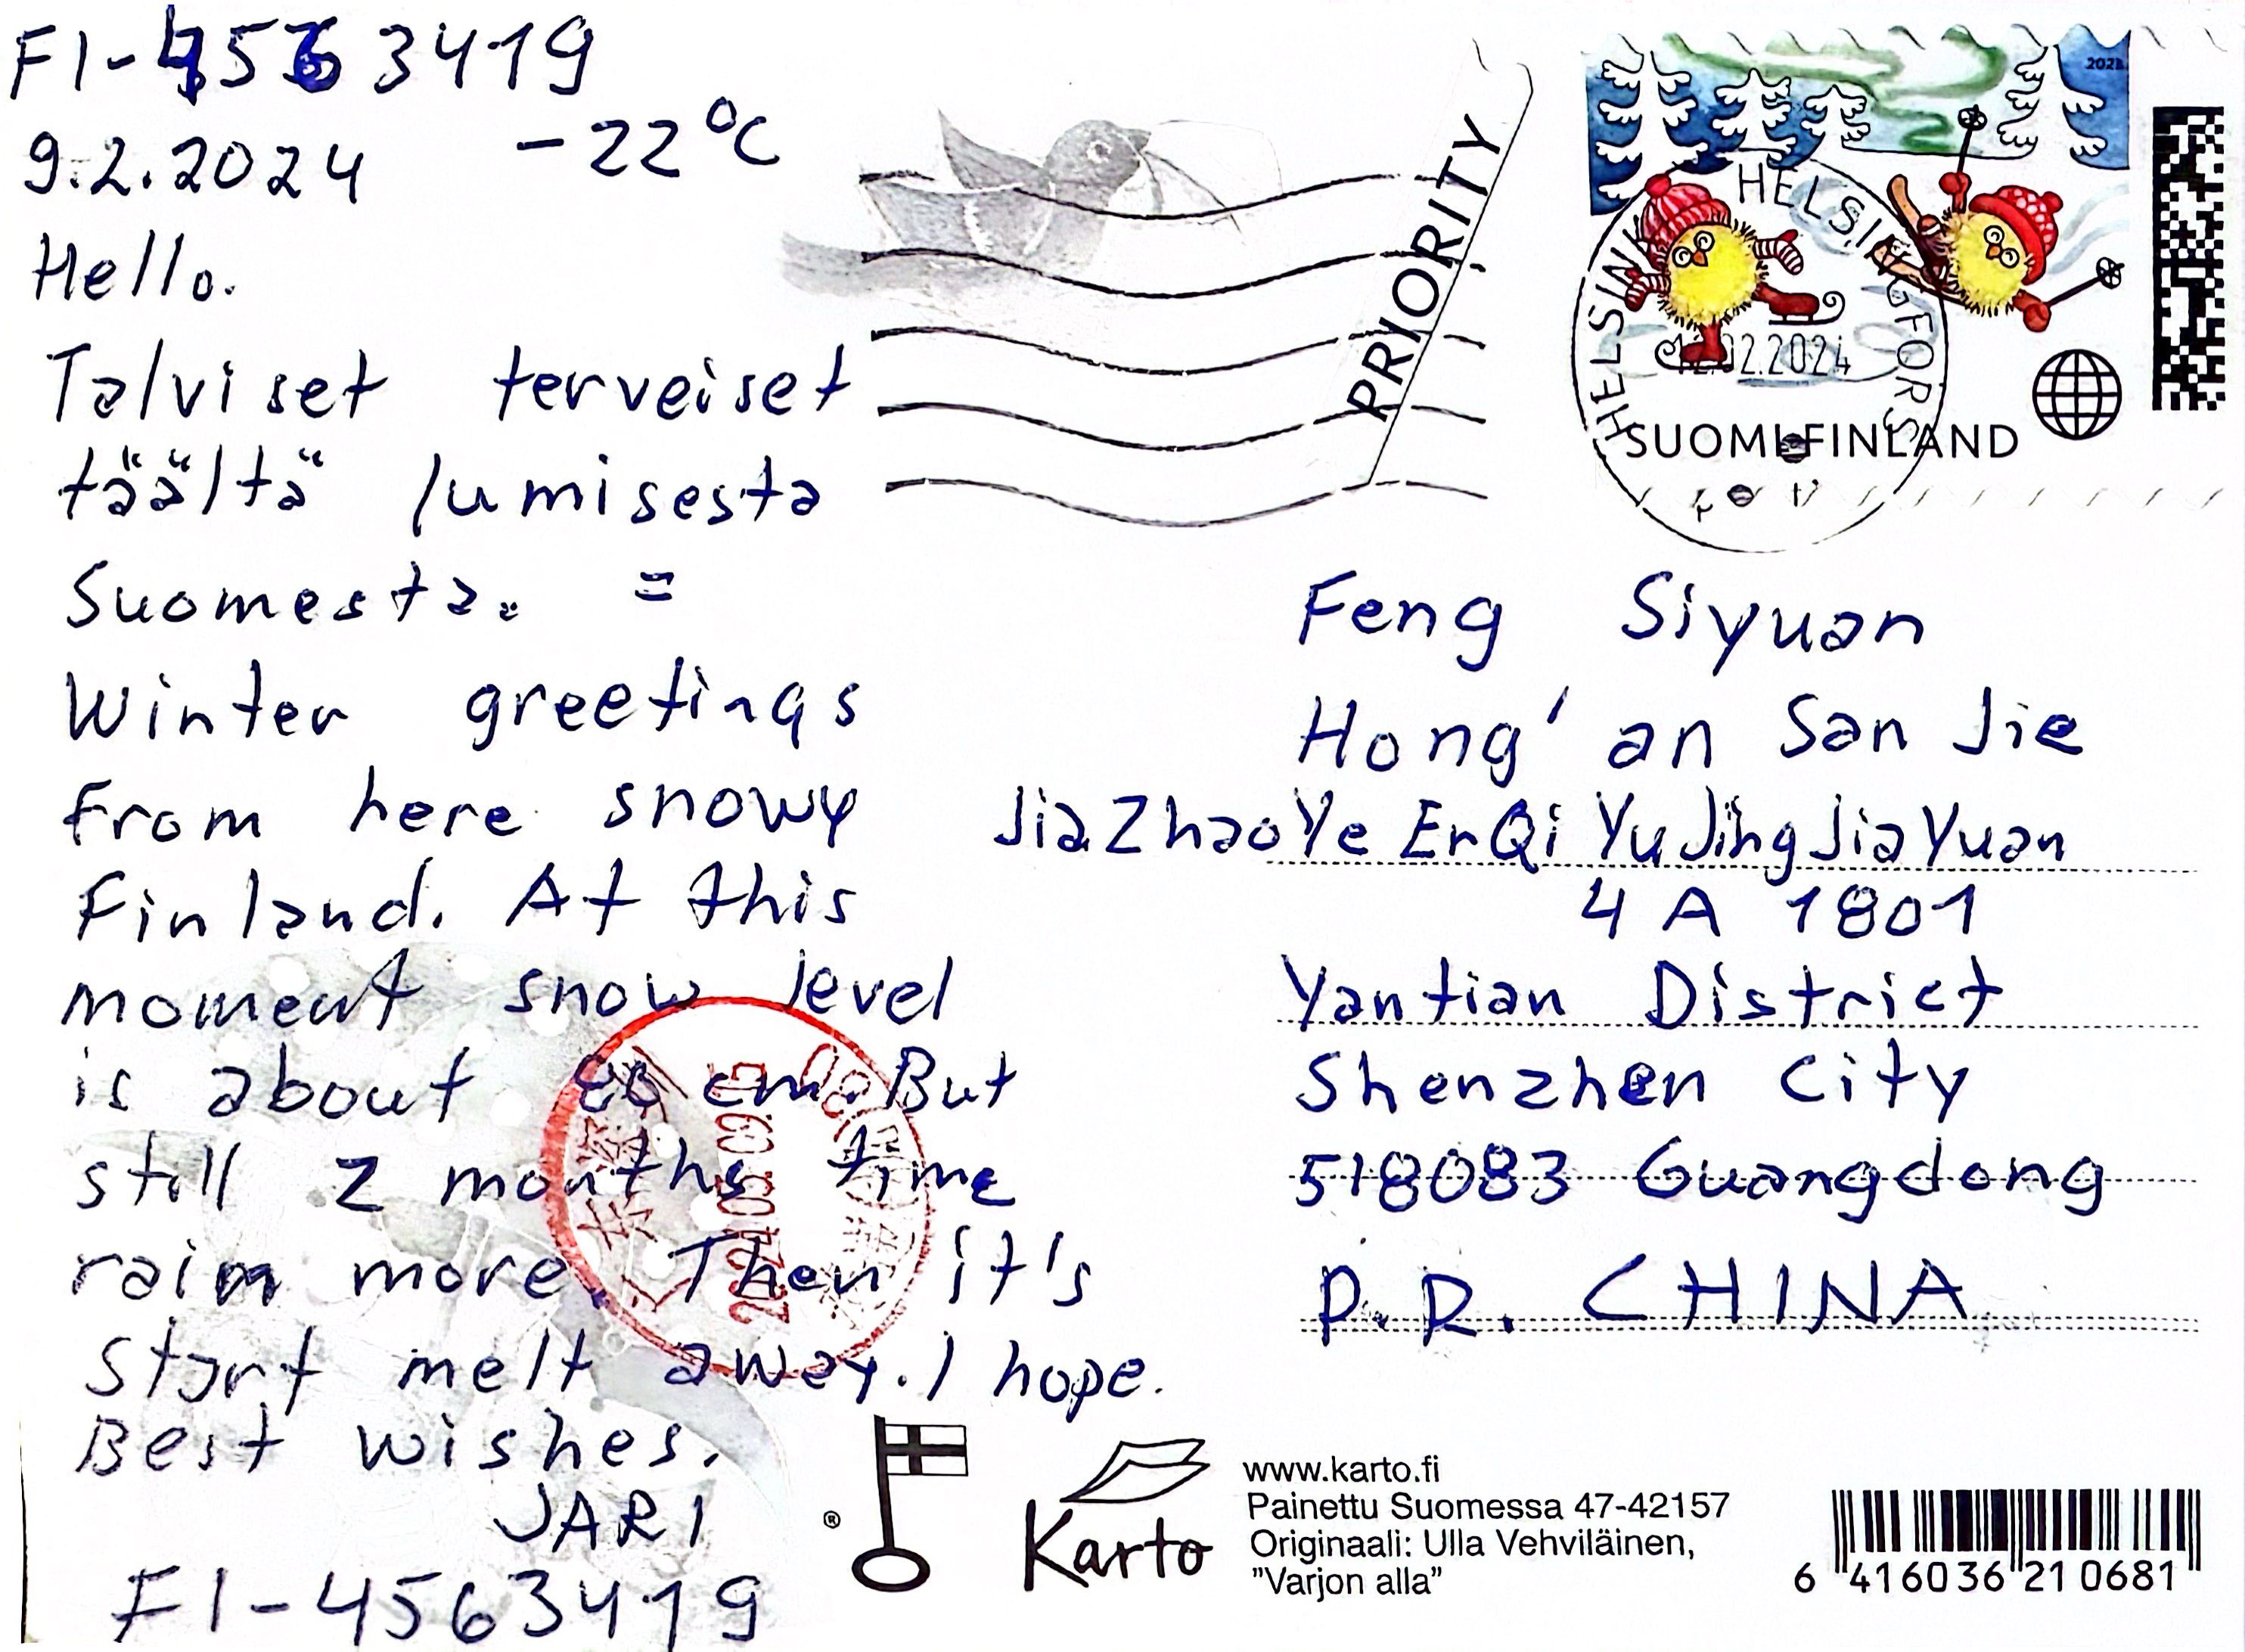 FI-4563419
9.2.2024 -22°C
Hello.
Talviset terveiset
täältä lumisesta
Suomesta. =
Winter greetings
from here snowy
Finland. At this
moment snow level
is about cm. But
still 2 months time
rain more. Then it's
start melt away. I hope.
Best wishes.
JARI
FI-4563419
PRIORITY
2023
HELSINKI HELSINGFORS
12.02.2024
SUOMI FINLAND
Feng Siyuan
Hong'an San Jie
JiaZhaoYe ErQi YuJingJiaYuan
4 A 1801
Yantian District
Shenzhen City
518083 Guangdong
P.R. CHINA
®
Karto
www.karto.fi
Painettu Suomessa 47-42157
Originaali: Ulla Vehviläinen,
"Varjon alla"
6 416036 210681